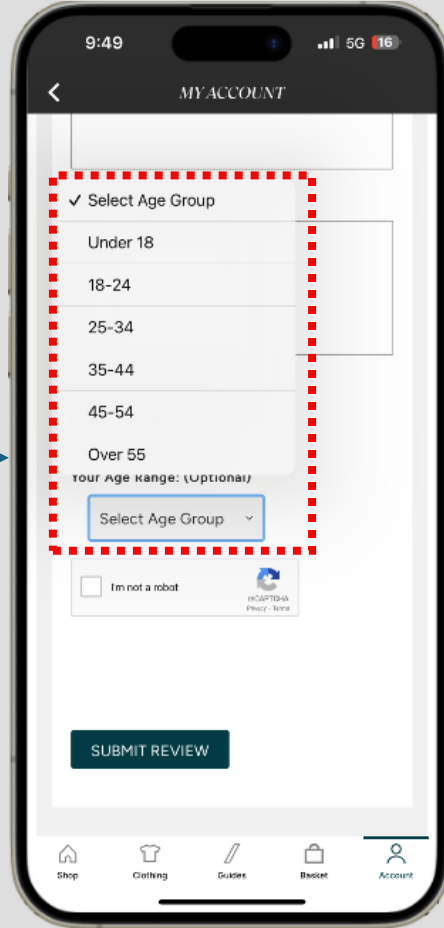 9:49
5G 16
MY ACCOUNT
✓ Select Age Group
Under 18
18-24
25-34
35-44
45-54
Over 55
Your Age Range: (Optional)
Select Age Group
I'm not a robot
reCAPTCHA
Privacy - Terms
SUBMIT REVIEW
Shop Clothing Guides Basket Account